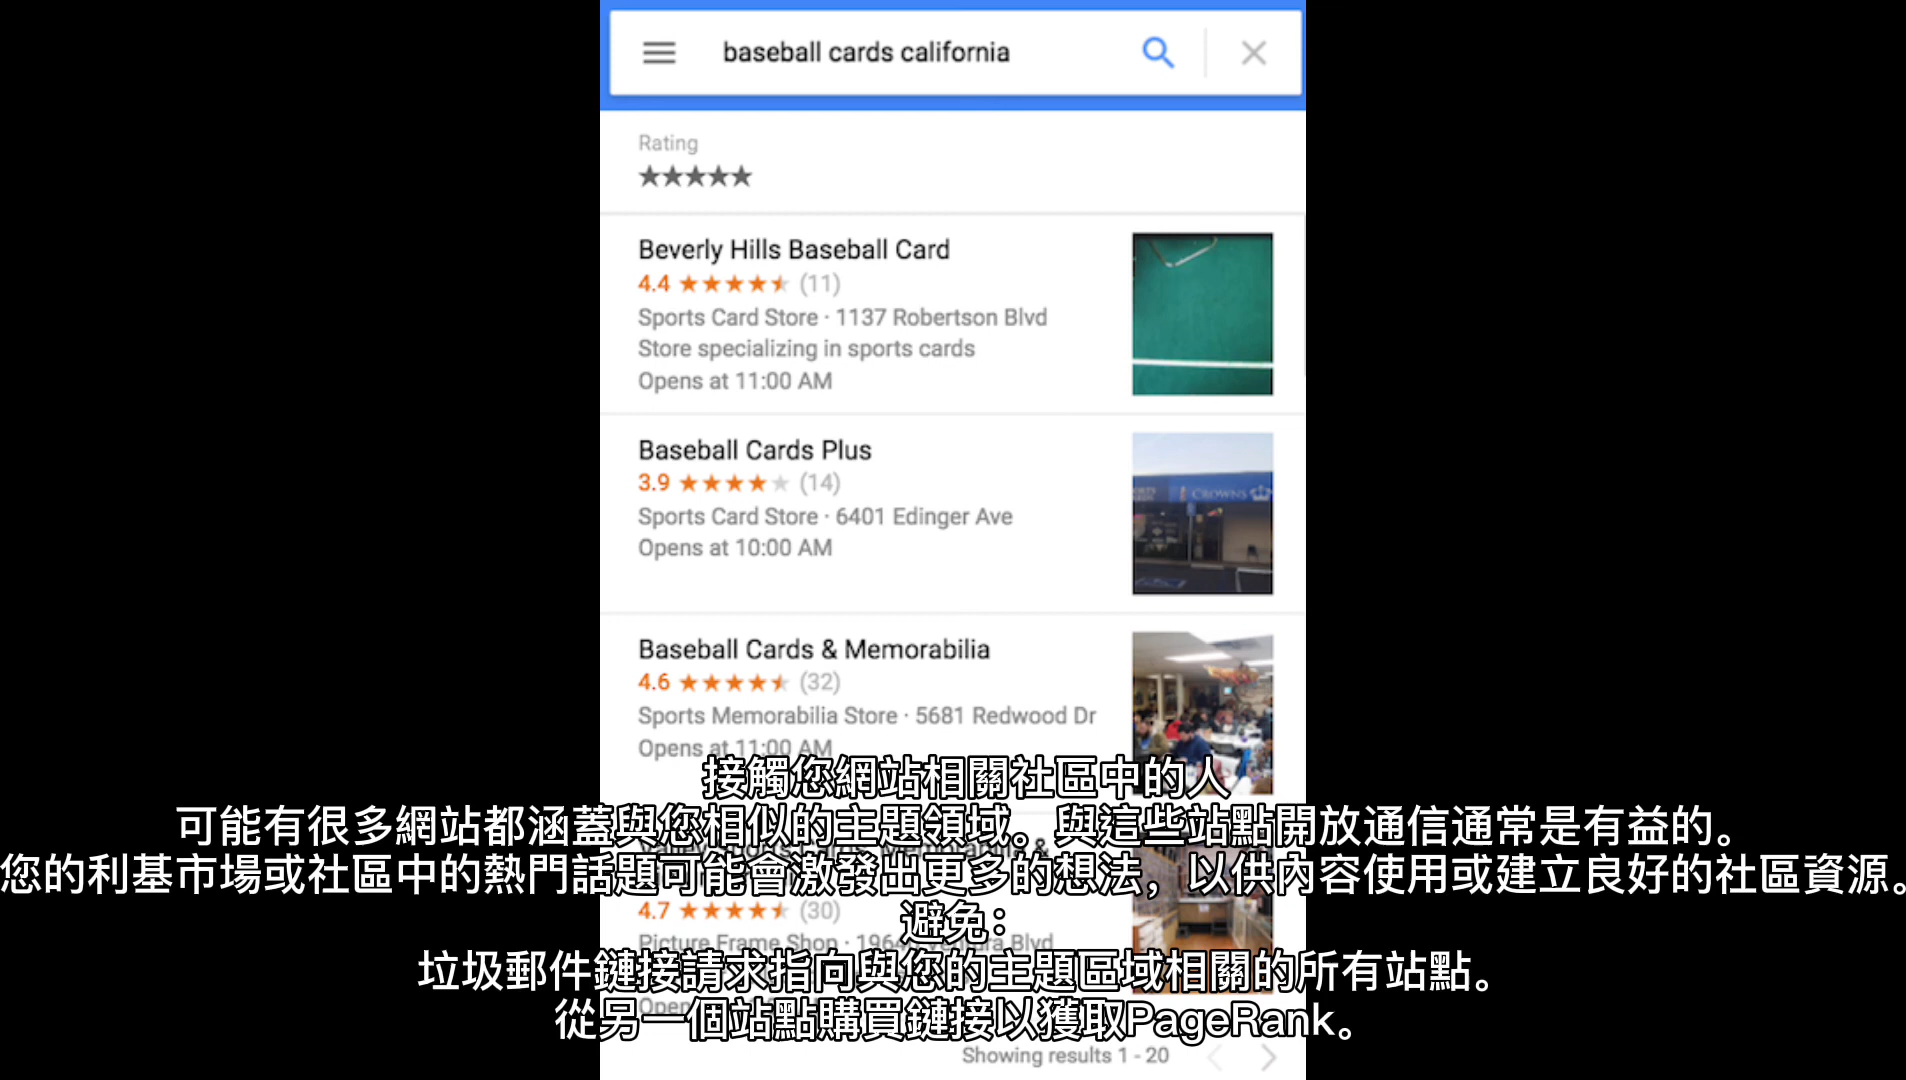 baseball cards california
Rating
★★★★★
Beverly Hills Baseball Card
4.4 ★★★★★ (11)
Sports Card Store · 1137 Robertson Blvd
Store specializing in sports cards
Opens at 11:00 AM
Baseball Cards Plus
3.9 ★★★★★ (14)
Sports Card Store · 6401 Edinger Ave
Opens at 10:00 AM
CROWNS
Baseball Cards & Memorabilia
4.6 ★★★★★ (32)
Sports Memorabilia Store · 5681 Redwood Dr
Opens at 11:00 AM
接觸您網站相關社區中的人
可能有很多網站都涵蓋與您相似的主題領域。與這些站點開放通信通常是有益的。
您的利基市場或社區中的熱門話題可能會激發出更多的想法，以供內容使用或建立良好的社區資源。
避免：
4.7 ★★★★★ (30)
Picture Frame Shop
Blvd
垃圾郵件鏈接請求指向與您的主題區域相關的所有站點。
從另一個站點購買鏈接以獲取PageRank。
Showing results 1 - 20